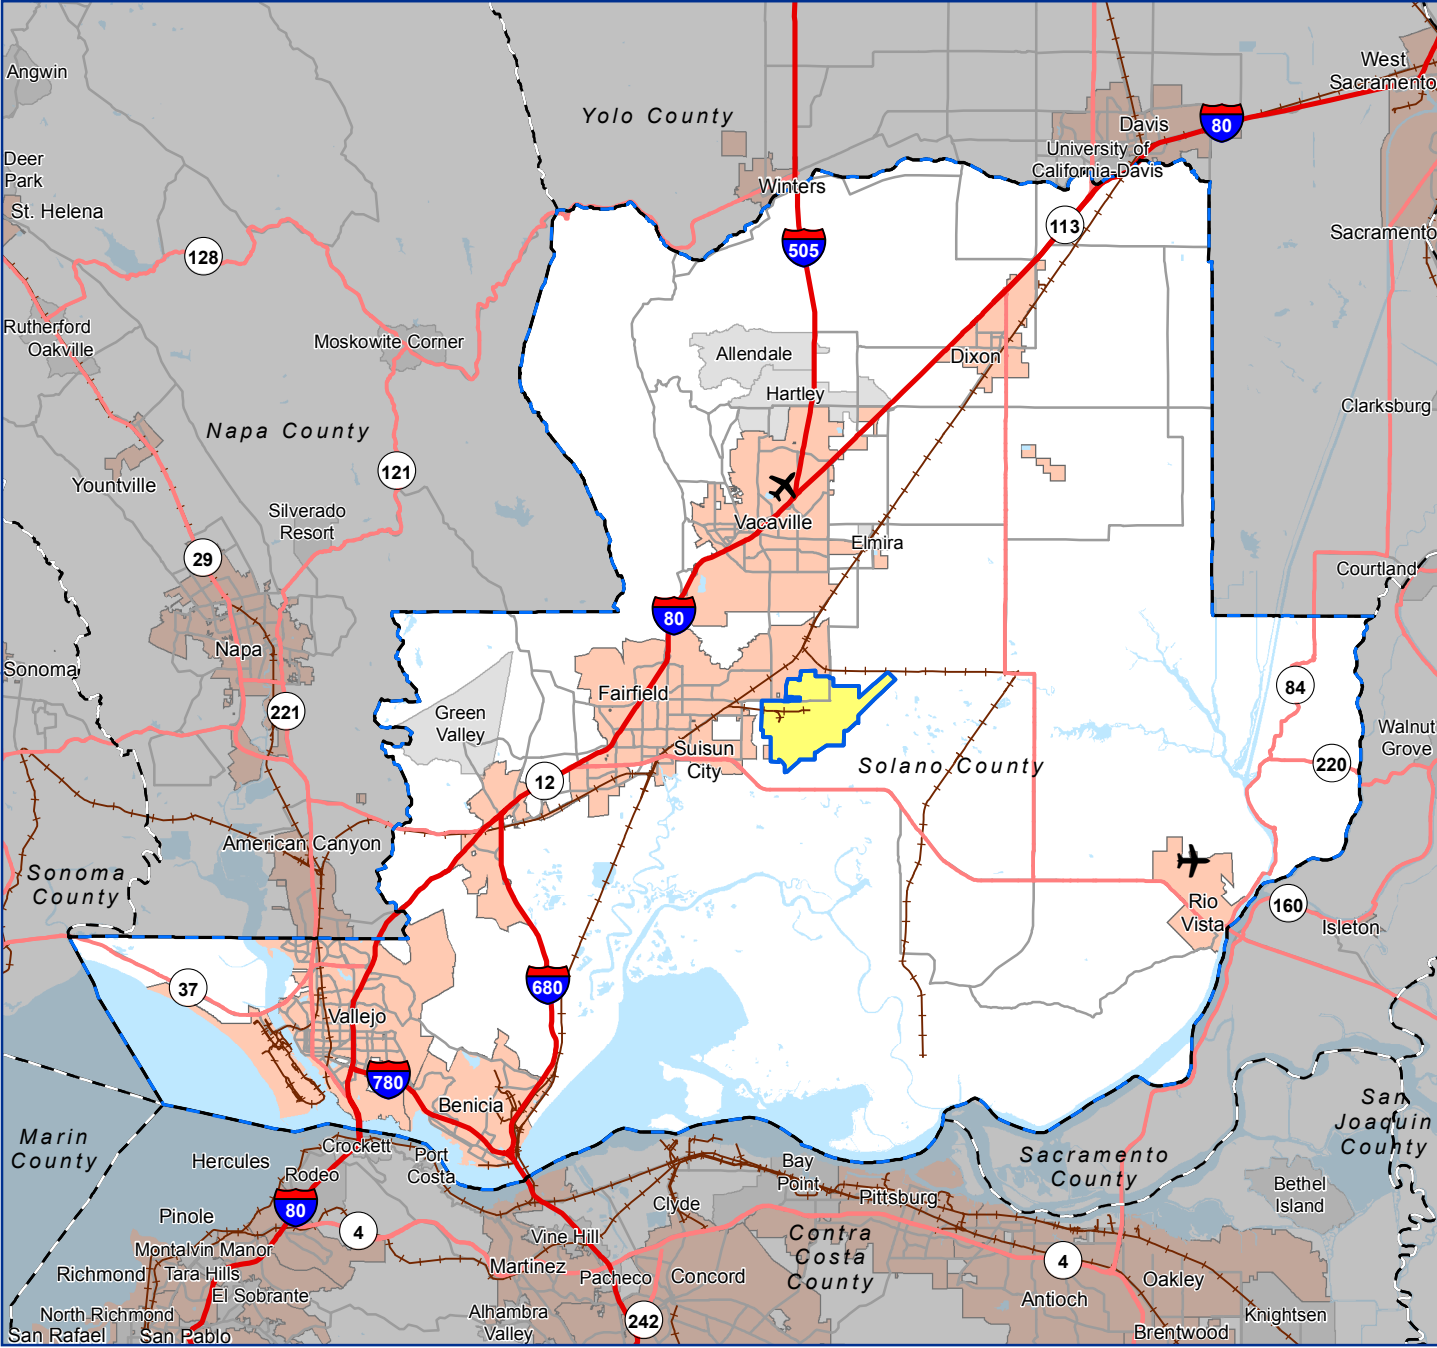 Angwin
Yolo County
West
Sacramento
Davis
80
University of
California-Davis
Deer
Park
Winters
St. Helena
113
Sacramento
128
505
Rutherford
Oakville
Moskowite Corner
Allendale
Dixon
Hartley
Clarksburg
Napa County
121
Yountville
Silverado
Resort
Vacaville
Elmira
29
Courtland
80
Napa
Sonoma
Fairfield
84
Green
Valley
221
Suisun
City
Walnut
Grove
Solano County
220
12
American Canyon
Sonoma
County
Rio
Vista
160
Isleton
37
680
Vallejo
780
Benicia
San
Joaquin
County
Marin
County
Crockett
Hercules
Port
Costa
Rodeo
Bay
Point
Sacramento
County
Pittsburg
Bethel
Island
80
Clyde
Pinole
4
Vine Hill
Contra
Costa
County
Montalvin Manor
Richmond
Tara Hills
Martinez
Pacheco
Concord
4
Oakley
El Sobrante
Antioch
North Richmond
Alhambra
Valley
242
Knightsen
San Rafael
San Pablo
Brentwood